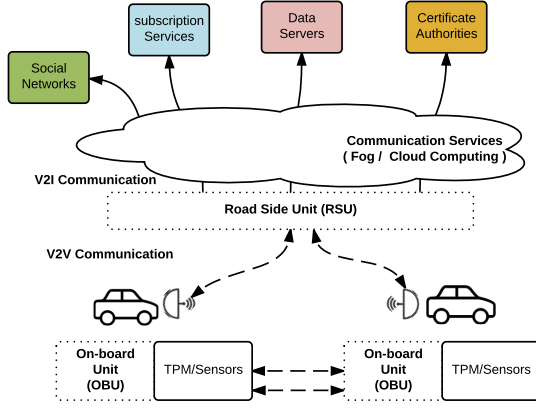 subscription
Services
Data
Servers
Certificate
Authorities
Social
Networks
Communication Services
( Fog / Cloud Computing )
V2I Communication
Road Side Unit (RSU)
V2V Communication
On-board
Unit
(OBU)
TPM/Sensors
On-board
Unit
(OBU)
TPM/Sensors